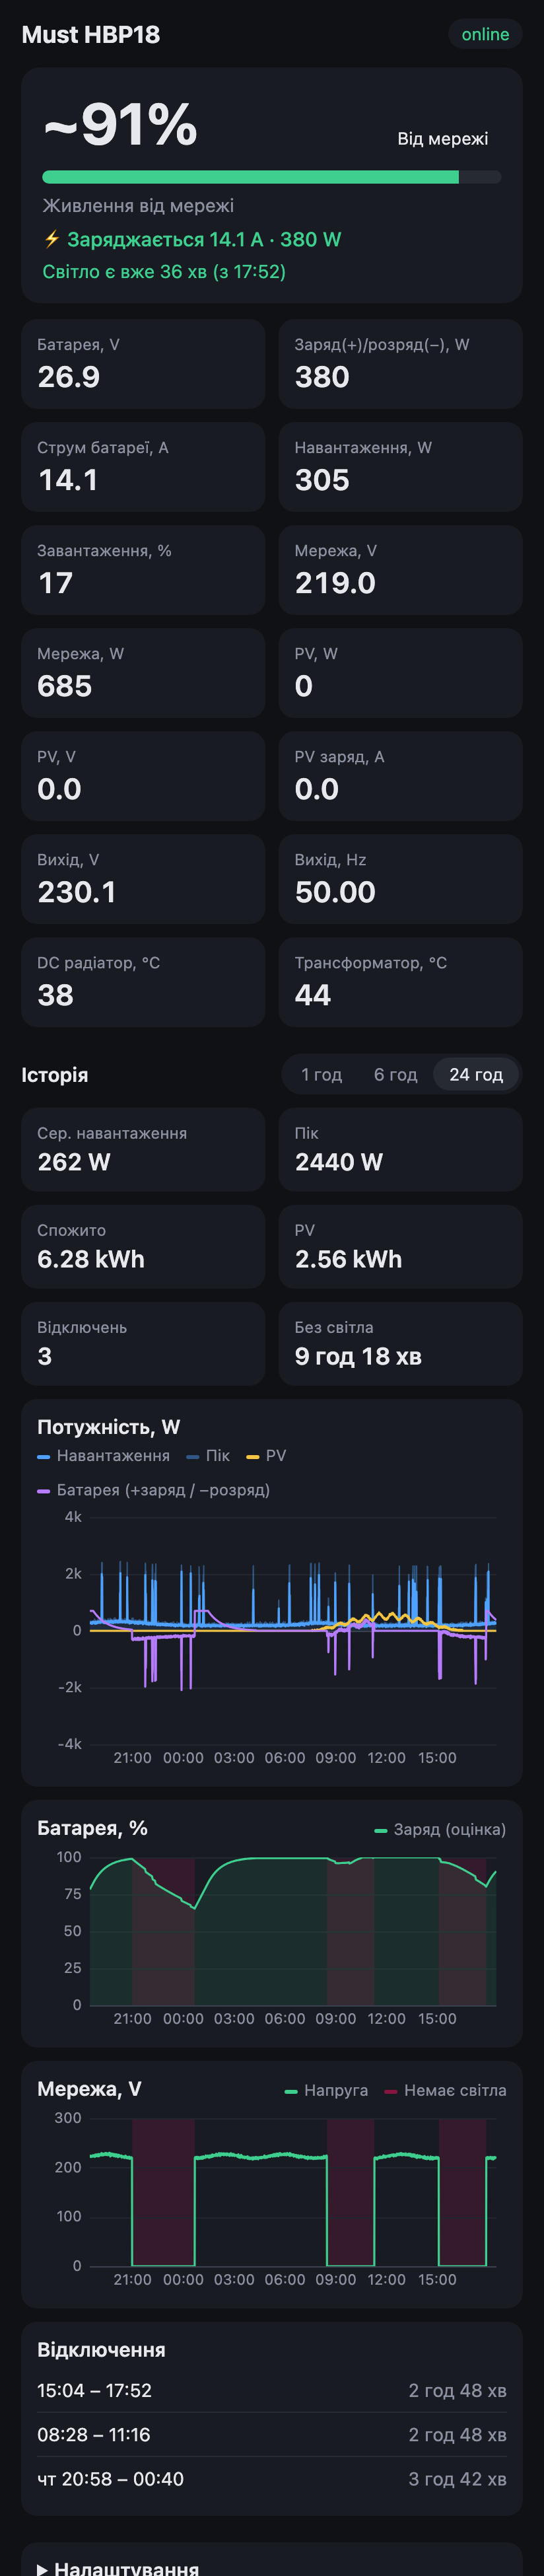 Must HBP18
online
~91%
Від мережі
Живлення від мережі
⚡ Заряджається 14.1 A · 380 W
Світло є вже 36 хв (з 17:52)
Батарея, V
26.9
Заряд(+)/розряд(−), W
380
Струм батареї, A
14.1
Навантаження, W
305
Завантаження, %
17
Мережа, V
219.0
Мережа, W
685
PV, W
0
PV, V
0.0
PV заряд, A
0.0
Вихід, V
230.1
Вихід, Hz
50.00
DC радіатор, °C
38
Трансформатор, °C
44
Історія
1 год 6 год 24 год
Сер. навантаження
262 W
Пік
2440 W
Спожито
6.28 kWh
PV
2.56 kWh
Відключень
3
Без світла
9 год 18 хв
Потужність, W
Навантаження Пік PV
Батарея (+заряд / −розряд)
4k
2k
0
-2k
-4k
21:00 00:00 03:00 06:00 09:00 12:00 15:00
Батарея, %
Заряд (оцінка)
100
75
50
25
0
21:00 00:00 03:00 06:00 09:00 12:00 15:00
Мережа, V
Напруга Немає світла
300
200
100
0
21:00 00:00 03:00 06:00 09:00 12:00 15:00
Відключення
15:04 – 17:52 2 год 48 хв
08:28 – 11:16 2 год 48 хв
чт 20:58 – 00:40 3 год 42 хв
▶ Налаштування